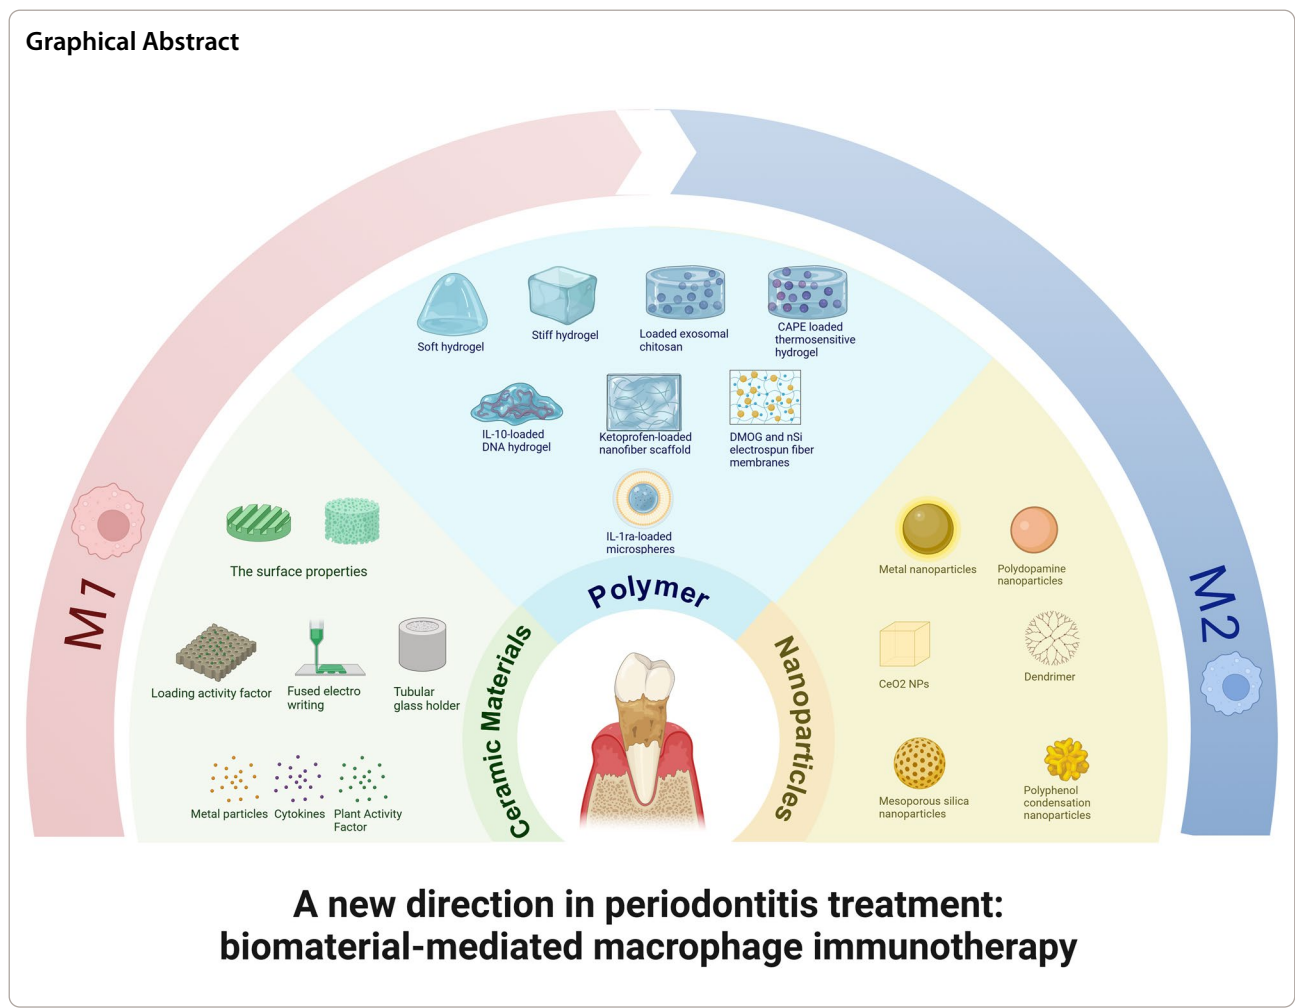 Graphical Abstract
Soft hydrogel
Stiff hydrogel
Loaded exosomal
chitosan
CAPE loaded
thermosensitive
hydrogel
IL-10-loaded
DNA hydrogel
Ketoprofen-loaded
nanofiber scaffold
DMOG and nSi
electrospun fiber
membranes
IL-1ra-loaded
microspheres
Polymer
M1
The surface properties
Loading activity factor
Fused electro
writing
Tubular
glass holder
Metal particles
Cytokines
Plant Activity
Factor
Ceramic Materials
Nanoparticles
Metal nanoparticles
Polydopamine
nanoparticles
CeO2 NPs
Dendrimer
Mesoporous silica
nanoparticles
Polyphenol
condensation
nanoparticles
M2
A new direction in periodontitis treatment:
biomaterial-mediated macrophage immunotherapy